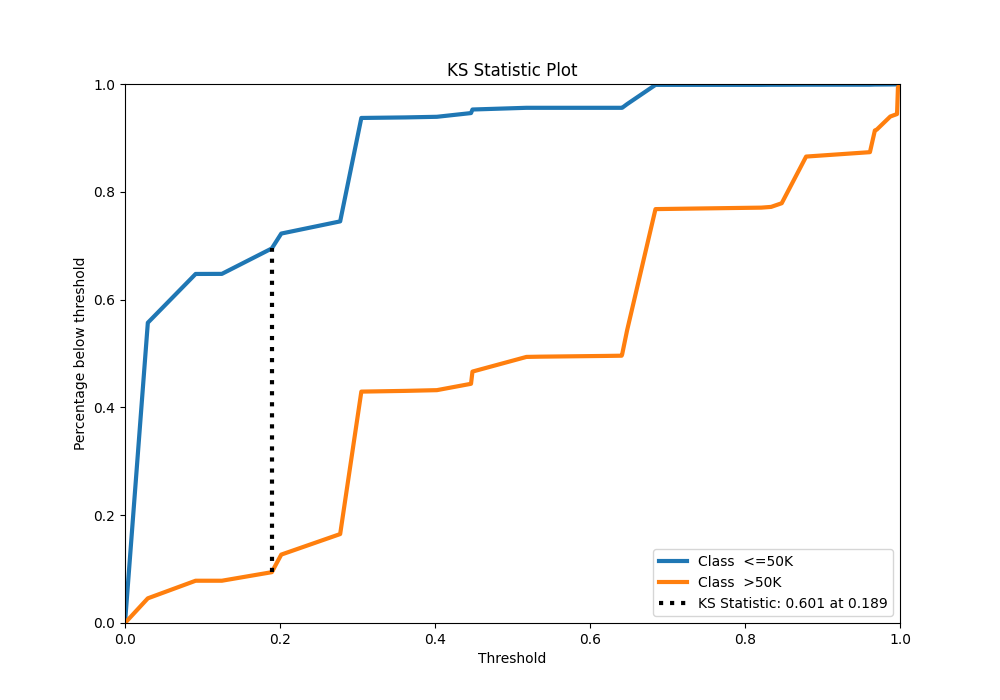 KS Statistic Plot
1.0
0.8
0.6
0.4
0.2
0.0
Percentage below threshold
0.0 0.2 0.4 0.6 0.8 1.0
Threshold
Class <=50K
Class >50K
KS Statistic: 0.601 at 0.189